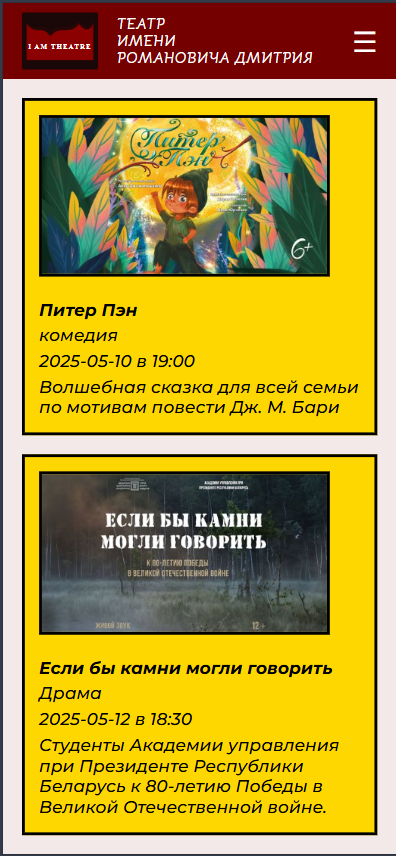 I AM THEATRE
ТЕАТР
ИМЕНИ
РОМАНОВИЧА ДМИТРИЯ
Питер
Пэн
6+
Питер Пэн
комедия
2025-05-10 в 19:00
Волшебная сказка для всей семьи
по мотивам повести Дж. М. Бари
АКАДЕМИЯ УПРАВЛЕНИЯ ПРИ
ПРЕЗИДЕНТЕ РЕСПУБЛИКИ БЕЛАРУСЬ
ЕСЛИ БЫ КАМНИ
МОГЛИ ГОВОРИТЬ
К 80-ЛЕТИЮ ПОБЕДЫ
В ВЕЛИКОЙ ОТЕЧЕСТВЕННОЙ ВОЙНЕ
ЖИВОЙ ЗВУК
12+
Если бы камни могли говорить
Драма
2025-05-12 в 18:30
Студенты Академии управления
при Президенте Республики
Беларусь к 80-летию Победы в
Великой Отечественной войне.